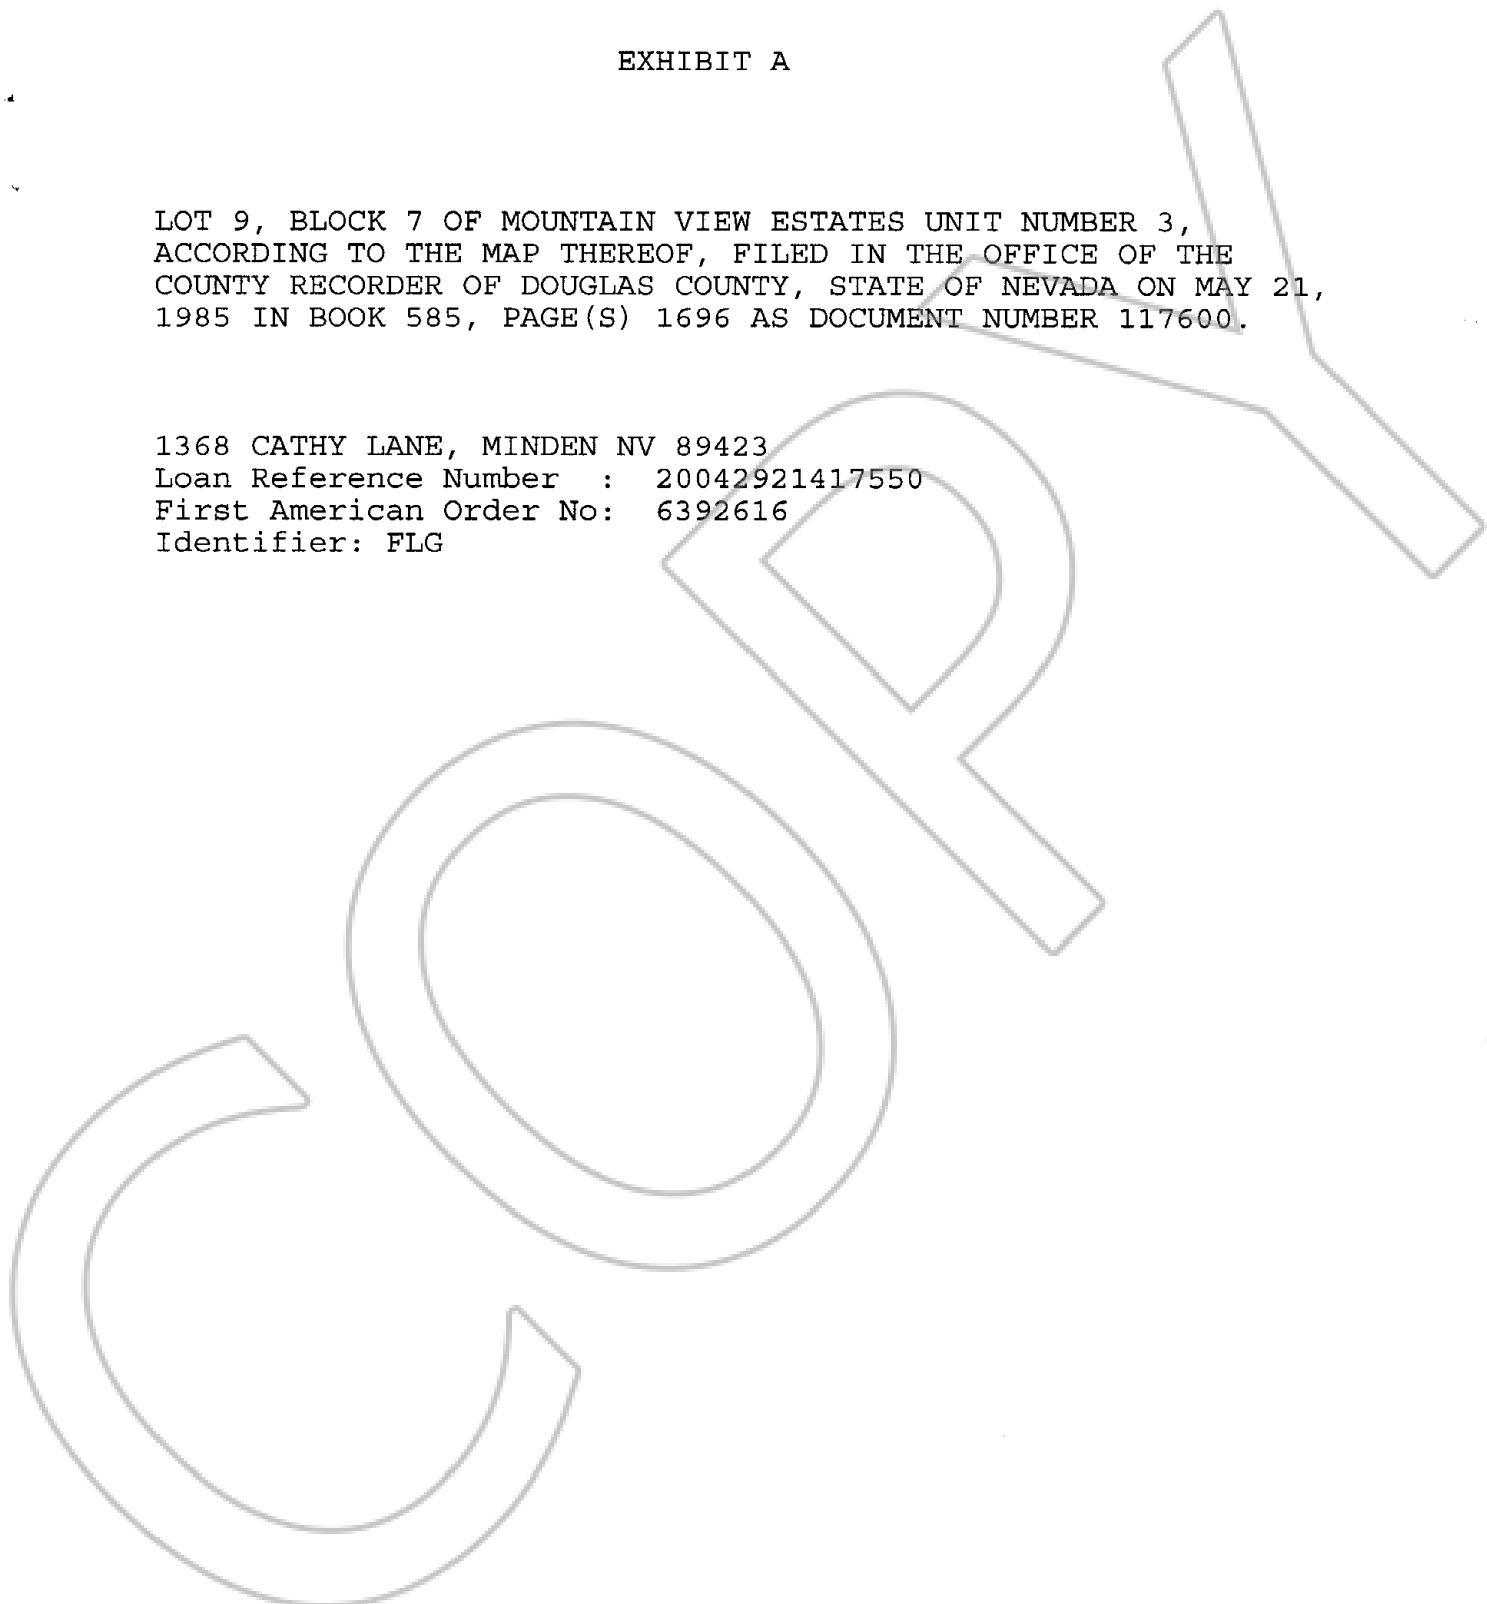 EXHIBIT A
LOT 9, BLOCK 7 OF MOUNTAIN VIEW ESTATES UNIT NUMBER 3,
ACCORDING TO THE MAP THEREOF, FILED IN THE OFFICE OF THE
COUNTY RECORDER OF DOUGLAS COUNTY, STATE OF NEVADA ON MAY 21,
1985 IN BOOK 585, PAGE(S) 1696 AS DOCUMENT NUMBER 117600.
1368 CATHY LANE, MINDEN NV 89423
Loan Reference Number : 20042921417550
First American Order No: 6392616
Identifier: FLG
COPY